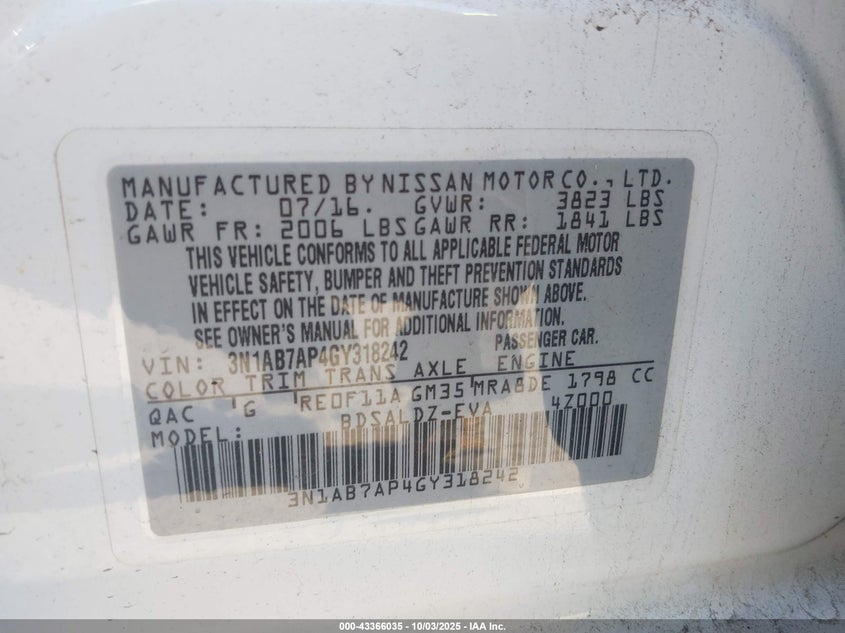 MANUFACTURED BY NISSAN MOTOR CO., LTD.
DATE: 07/16. GVWR: 3823 LBS
GAWR FR: 2006 LBS GAWR RR: 1841 LBS
THIS VEHICLE CONFORMS TO ALL APPLICABLE FEDERAL MOTOR
VEHICLE SAFETY, BUMPER AND THEFT PREVENTION STANDARDS
IN EFFECT ON THE DATE OF MANUFACTURE SHOWN ABOVE.
SEE OWNER'S MANUAL FOR ADDITIONAL INFORMATION.
VIN: 3N1AB7AP4GY318242 PASSENGER CAR.
COLOR TRIM TRANS AXLE ENGINE
QAC G RE0F11A GM35 MRA8DE 1798 CC
MODEL: BDSALDZ-EVA 4Z000
3N1AB7AP4GY318242
000-43366035 - 10/03/2025 - IAA Inc.